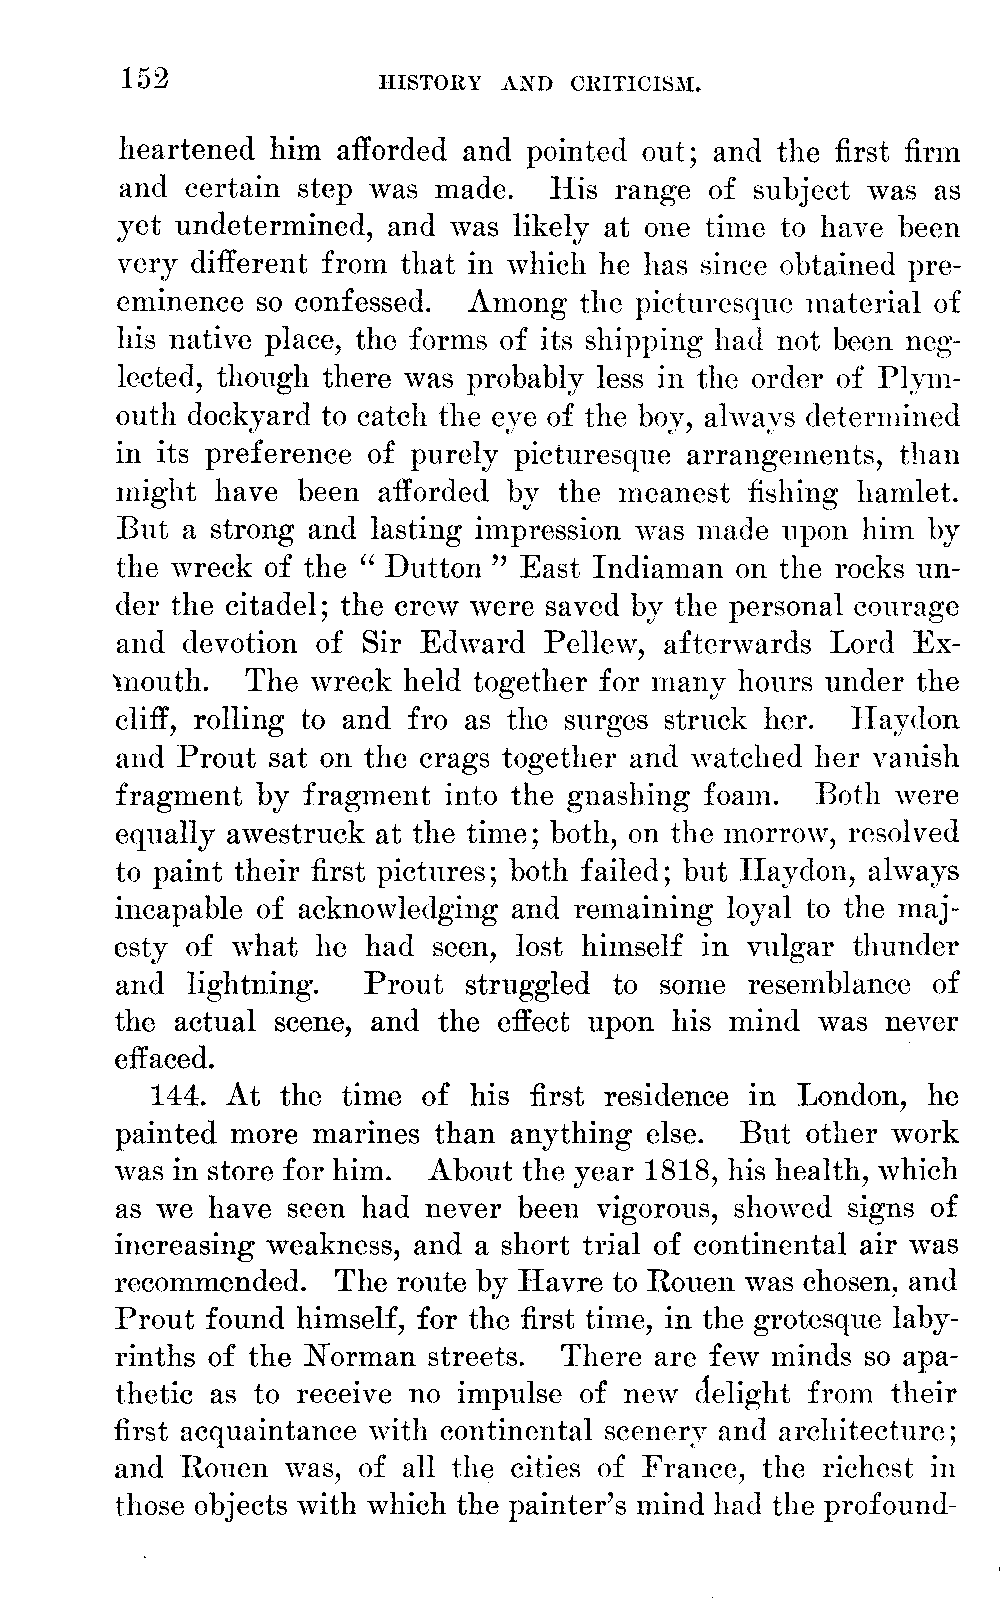 152 HISTORY AND CRITICISM.
heartened him afforded and pointed out; and the first firm
and certain step was made. His range of subject was as
yet undetermined, and was likely at one time to have been
very different from that in which he has since obtained pre-
eminence so confessed. Among the picturesque material of
his native place, the forms of its shipping had not been neg-
lected, though there was probably less in the order of Plym-
outh dockyard to catch the eye of the boy, always determined
in its preference of purely picturesque arrangements, than
might have been afforded by the meanest fishing hamlet.
But a strong and lasting impression was made upon him by
the wreck of the “ Dutton ” East Indiaman on the rocks un-
der the citadel; the crew were saved by the personal courage
and devotion of Sir Edward Pellew, afterwards Lord Ex-
mouth. The wreck held together for many hours under the
cliff, rolling to and fro as the surges struck her. Haydon
and Prout sat on the crags together and watched her vanish
fragment by fragment into the gnashing foam. Both were
equally awestruck at the time; both, on the morrow, resolved
to paint their first pictures; both failed; but Haydon, always
incapable of acknowledging and remaining loyal to the maj-
esty of what he had seen, lost himself in vulgar thunder
and lightning. Prout struggled to some resemblance of
the actual scene, and the effect upon his mind was never
effaced.
144. At the time of his first residence in London, he
painted more marines than anything else. But other work
was in store for him. About the year 1818, his health, which
as we have seen had never been vigorous, showed signs of
increasing weakness, and a short trial of continental air was
recommended. The route by Havre to Rouen was chosen, and
Prout found himself, for the first time, in the grotesque laby-
rinths of the Norman streets. There are few minds so apa-
thetic as to receive no impulse of new delight from their
first acquaintance with continental scenery and architecture;
and Rouen was, of all the cities of France, the richest in
those objects with which the painter’s mind had the profound-